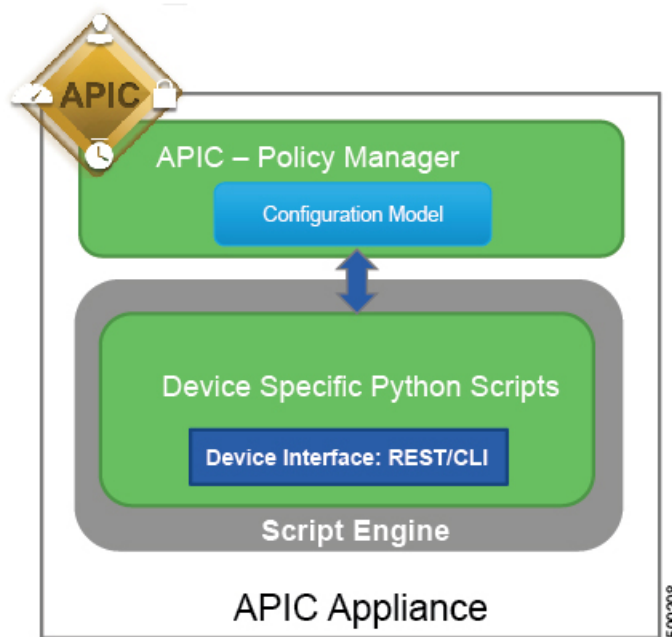 APIC
APIC – Policy Manager
Configuration Model
Device Specific Python Scripts
Device Interface: REST/CLI
Script Engine
APIC Appliance